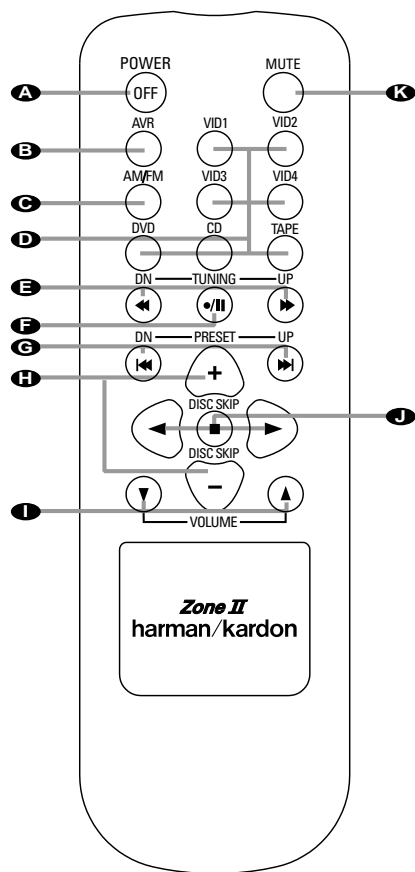 POWER MUTE
A OFF K
AVR VID1 VID2
B
AM/FM VID3 VID4
C
D DVD CD TAPE
E DN TUNING UP
F
G DN PRESET UP
H +
DISC SKIP
J
DISC SKIP
−
I VOLUME
Zone II
harman/kardon